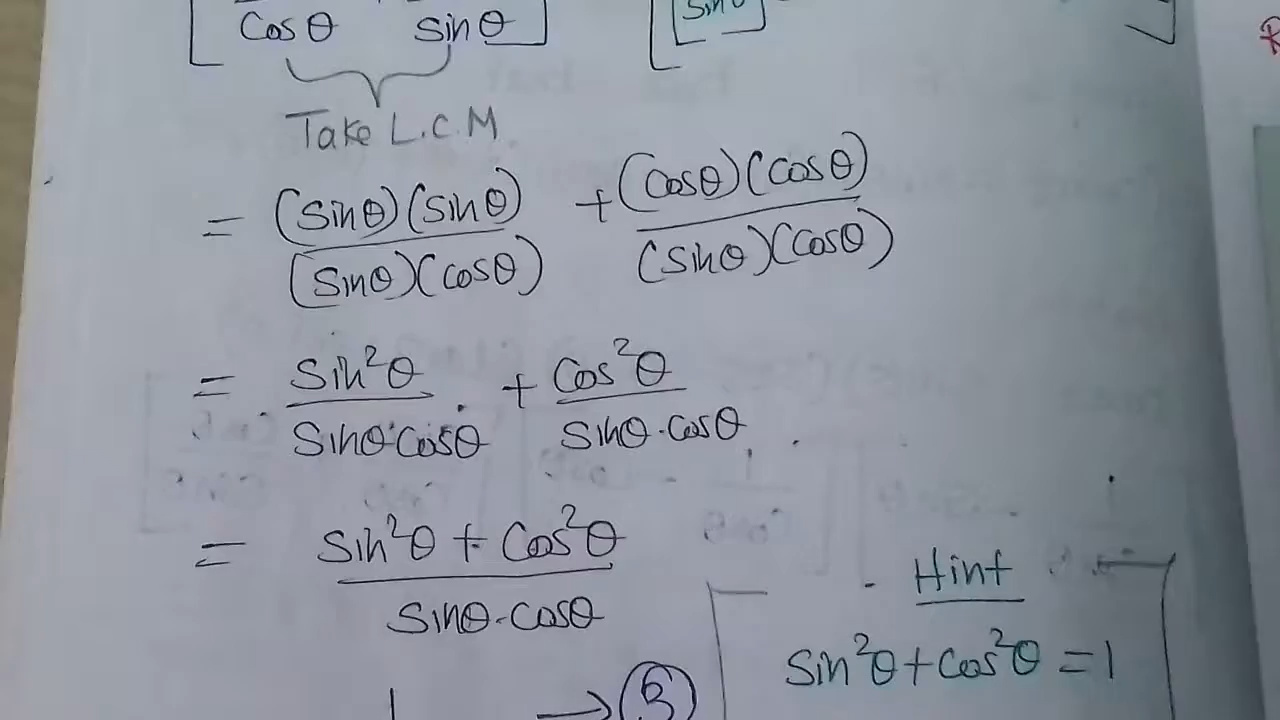 Cosθ sinθ
[sinθ]
Take L.C.M
= (sinθ)(sinθ) / (sinθ)(cosθ) + (cosθ)(cosθ) / (sinθ)(cosθ)
= Sin²θ / Sinθ·Cosθ + Cos²θ / Sinθ·Cosθ
= Sin²θ + Cos²θ / Sinθ·Cosθ
Hint
Sin²θ + Cos²θ = 1